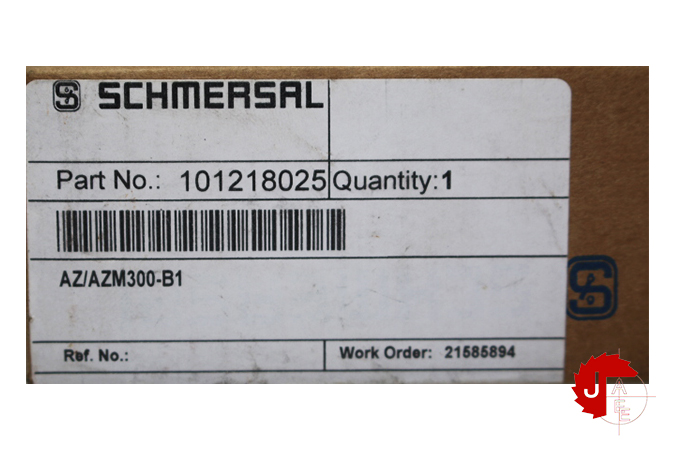 SCHMERSAL
Part No.: 101218025 Quantity: 1
AZ/AZM300-B1
Ref. No.:
Work Order: 21585894
J
A
E
E